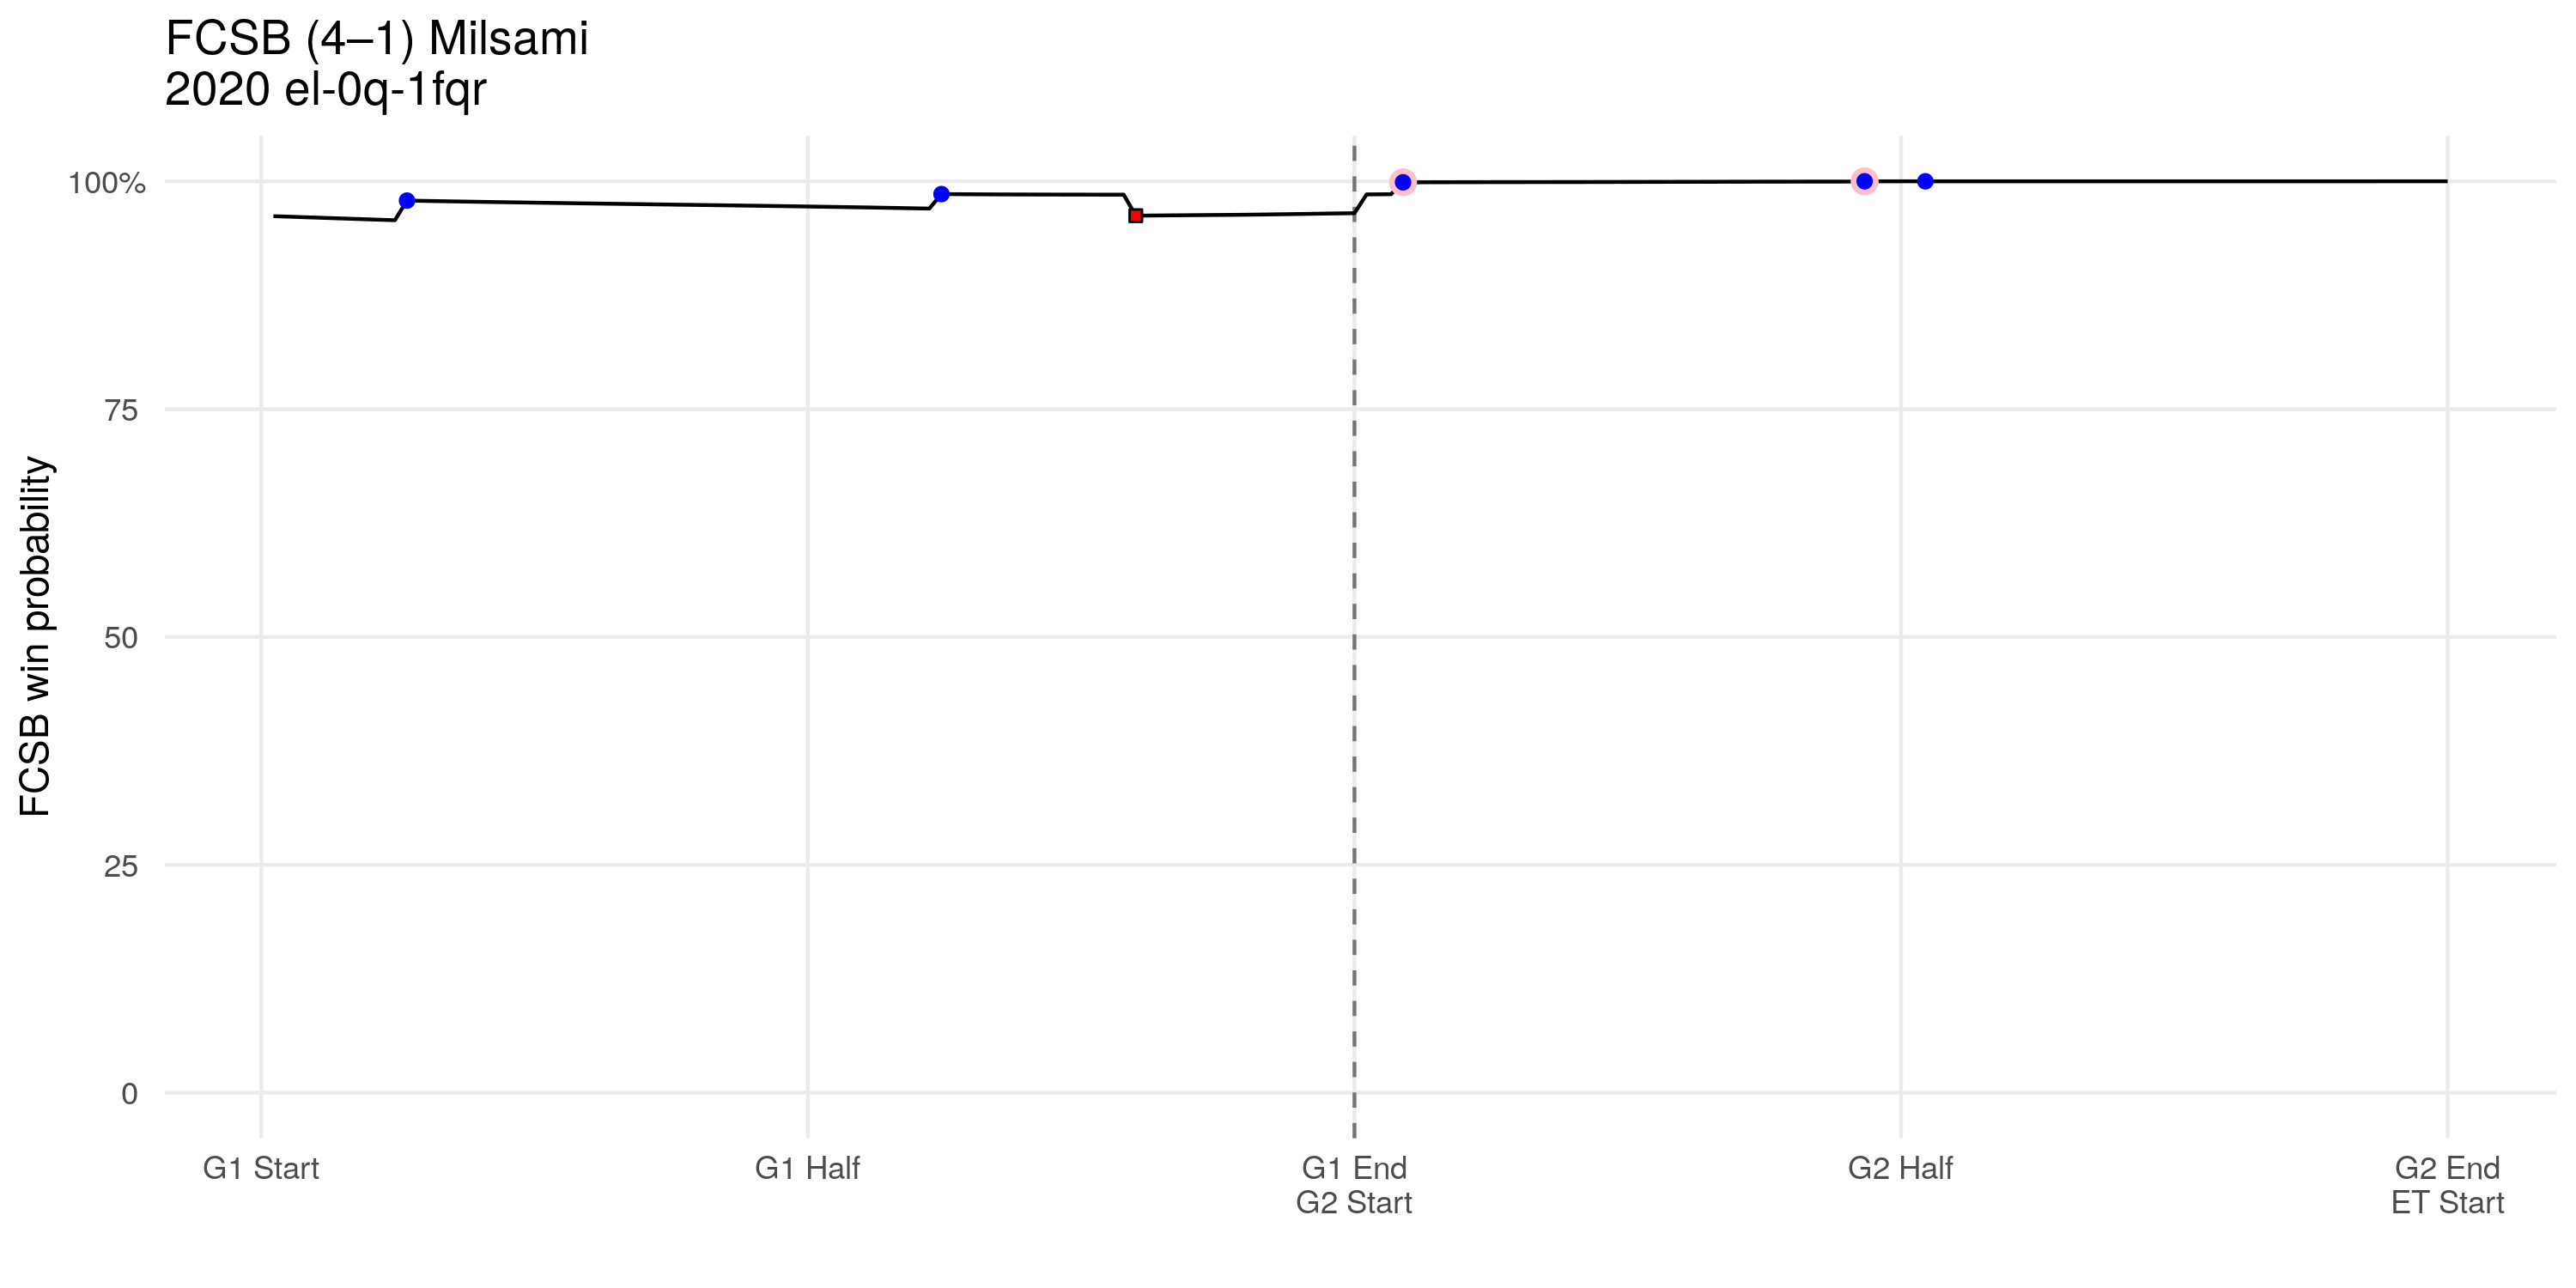 FCSB (4–1) Milsami
2020 el-0q-1fqr
FCSB win probability
100%
75
50
25
0
G1 Start
G1 Half
G1 End
G2 Start
G2 Half
G2 End
ET Start